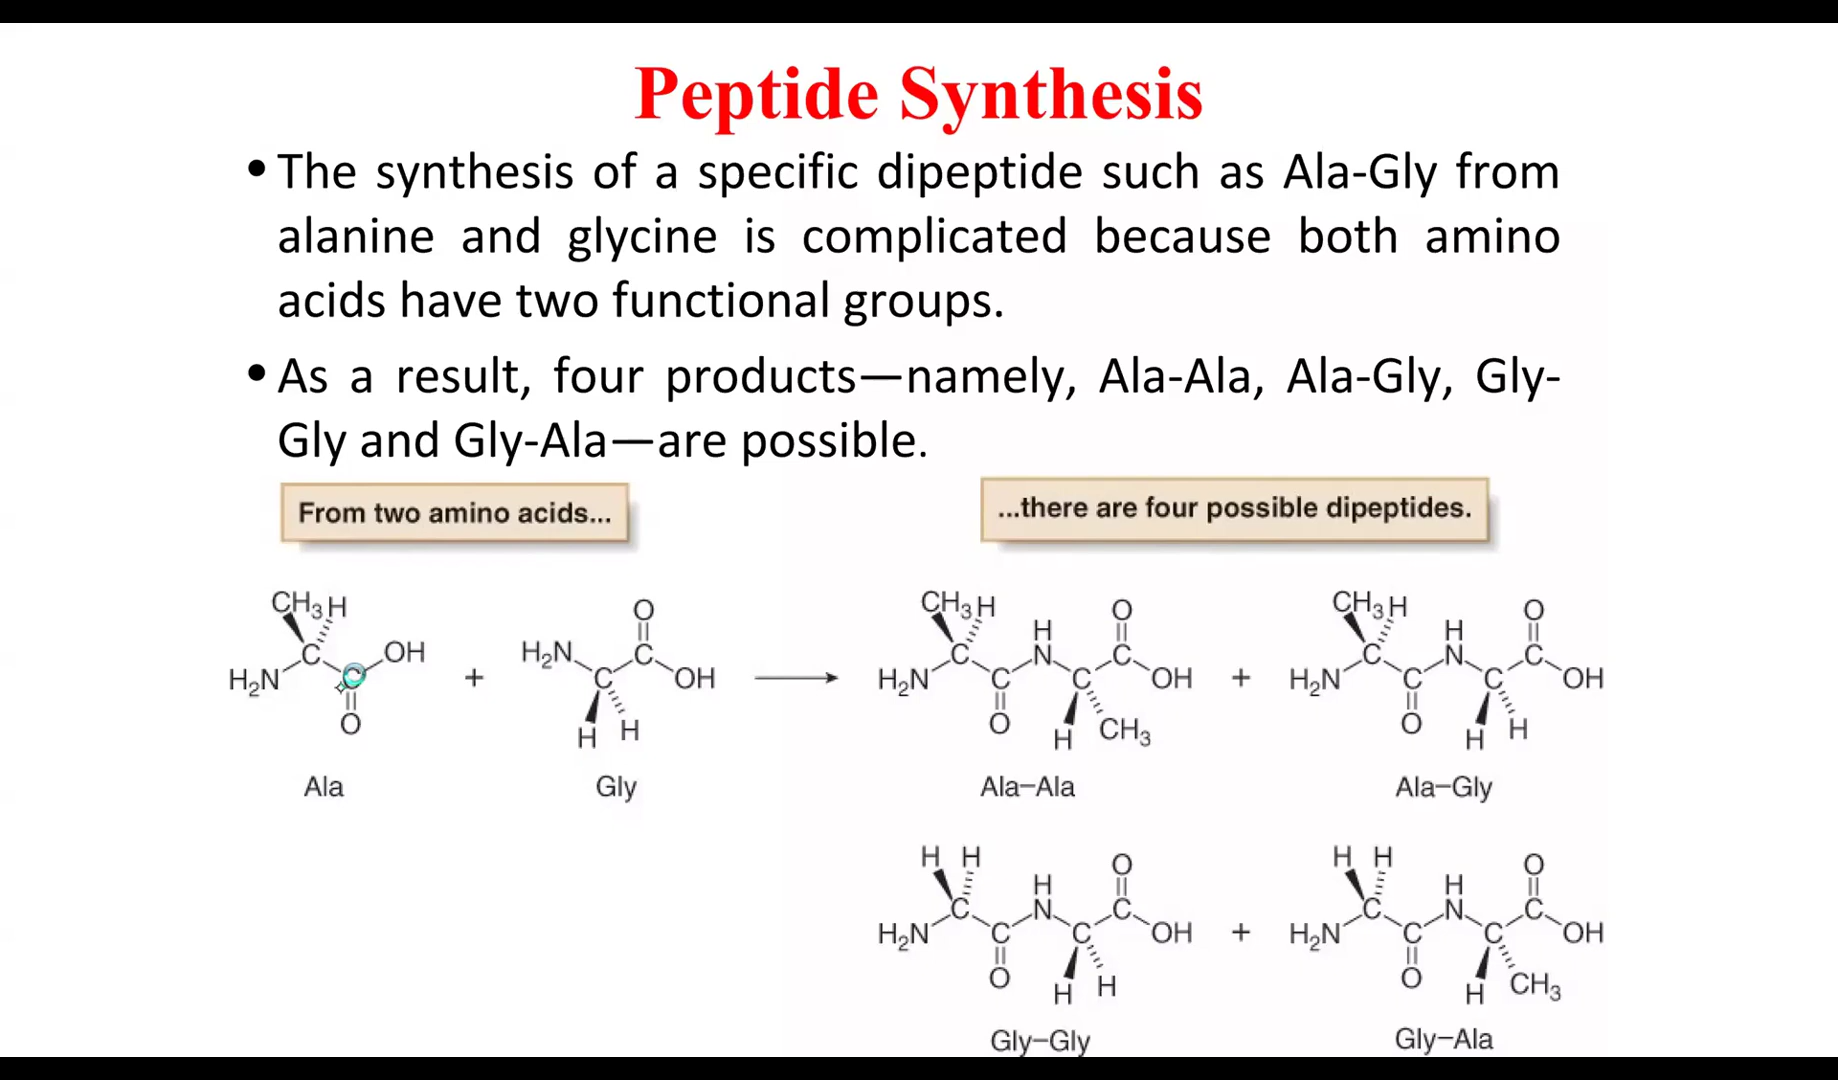 Peptide Synthesis
• The synthesis of a specific dipeptide such as Ala-Gly from
alanine and glycine is complicated because both amino
acids have two functional groups.
• As a result, four products—namely, Ala-Ala, Ala-Gly, Gly-
Gly and Gly-Ala—are possible.
From two amino acids...
...there are four possible dipeptides.
CH₃ H O CH₃ H O CH₃ H O
H H
C OH H₂N C C N C C N C
H₂N C + C OH → H₂N C C OH + H₂N C C OH
O H H O H CH₃ O H H
Ala Gly Ala–Ala Ala–Gly
H H O H H O
H H
C N C C N C
H₂N C C OH + H₂N C C OH
O H H O H CH₃
Gly–Gly Gly–Ala